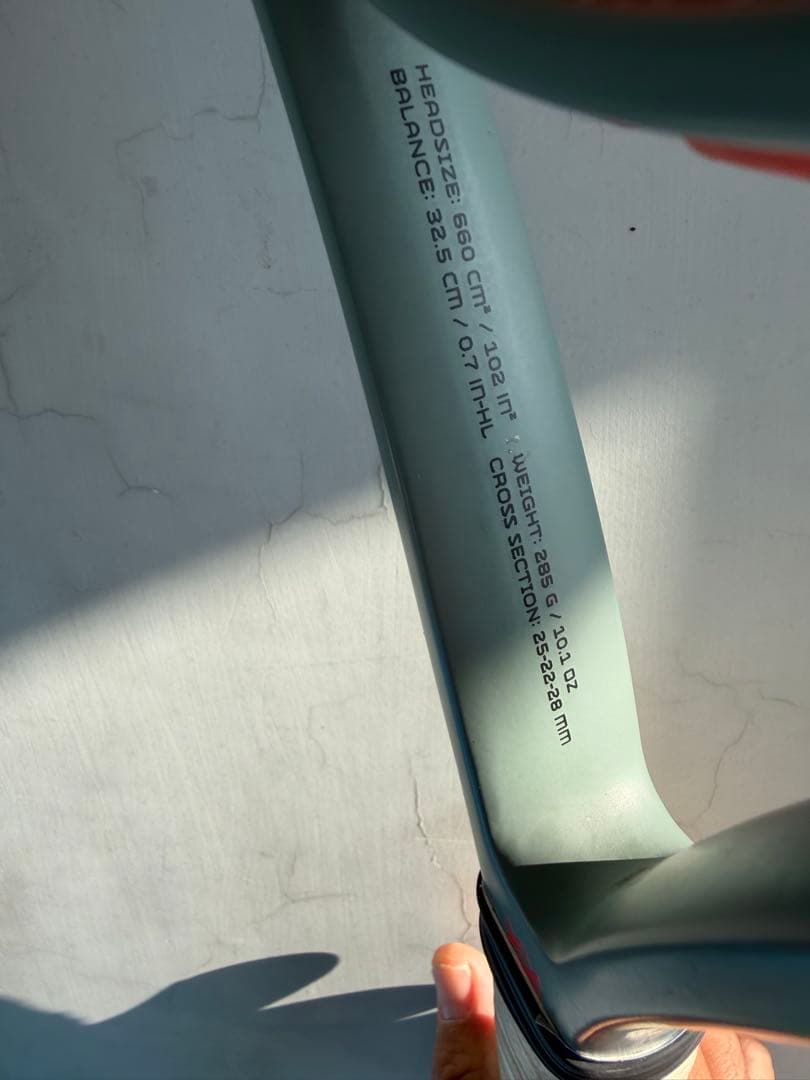 HEADSIZE: 660 cm² / 102 in² / WEIGHT: 285 G / 10.1 OZ
BALANCE: 32.5 cm / 0.7 in-HL CROSS SECTION: 25-22-28 mm